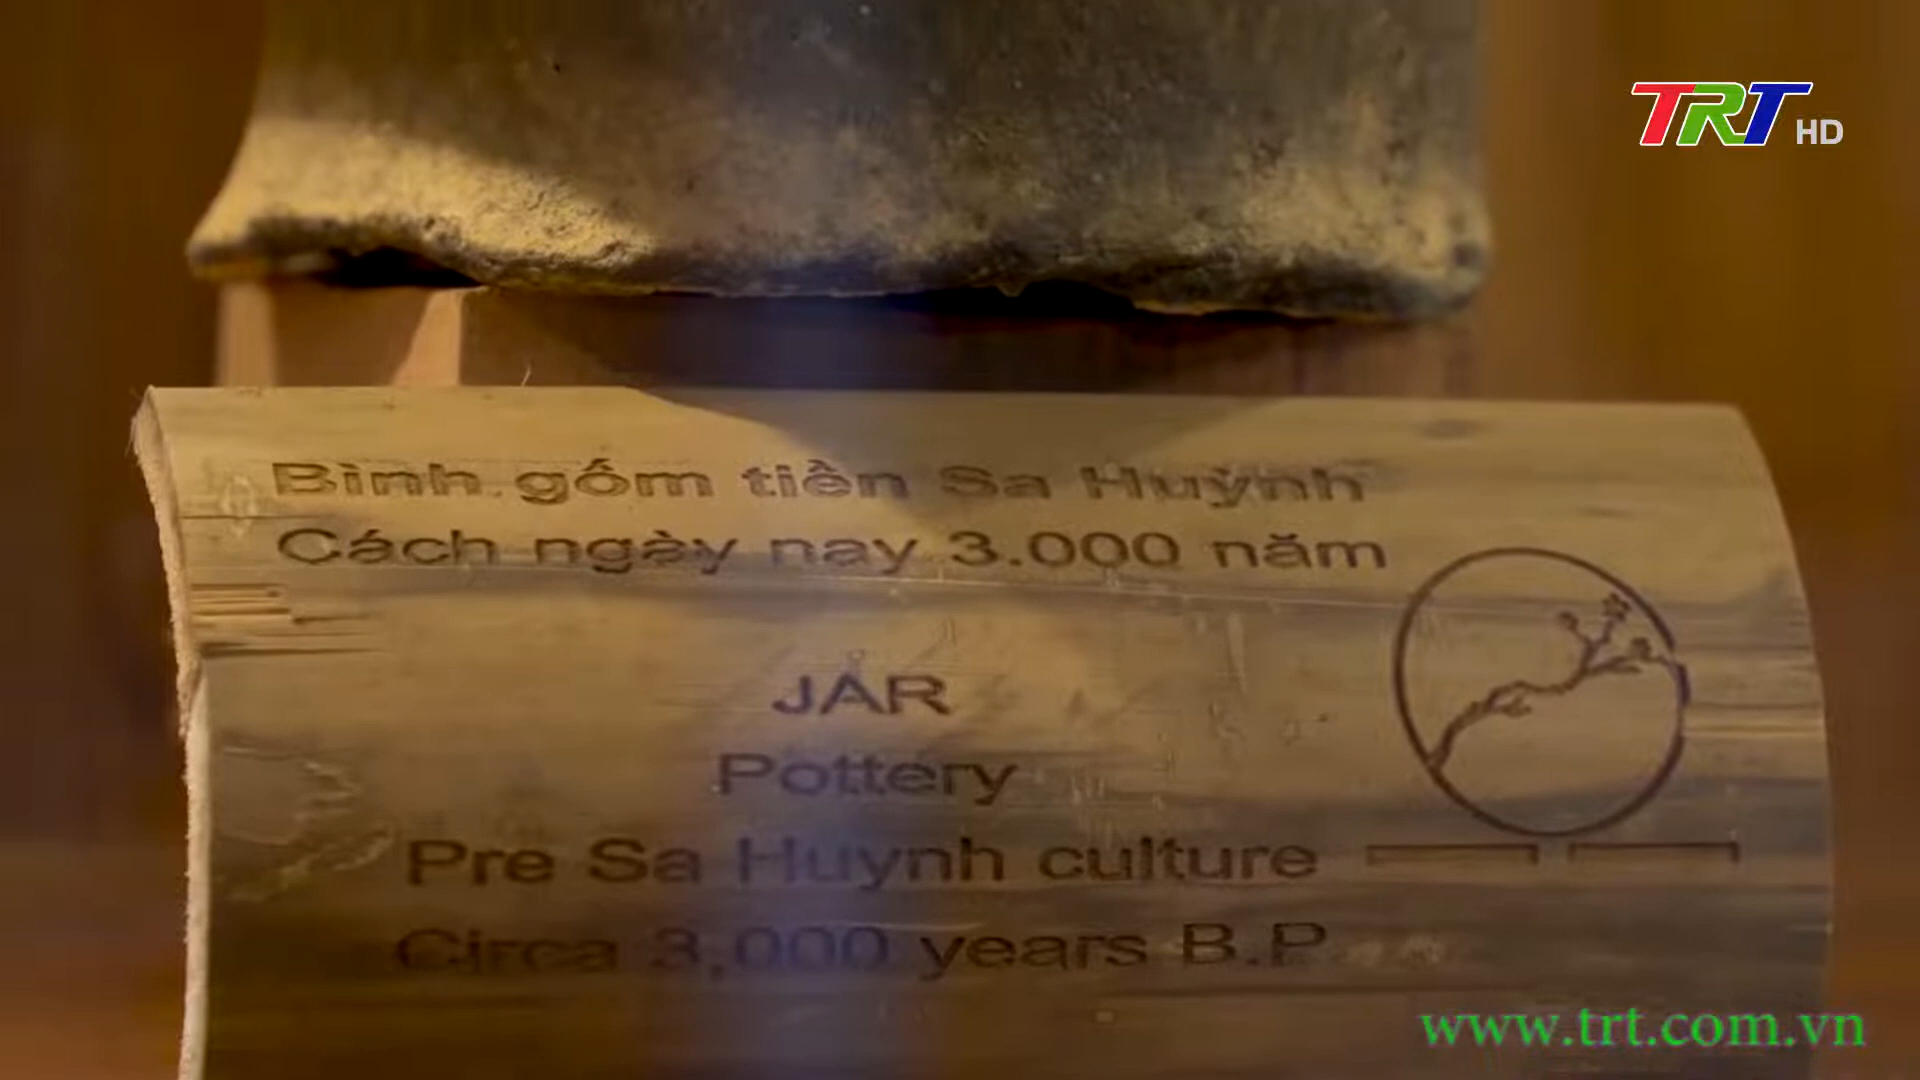 TRT HD
Bình gốm tiền Sa Huỳnh
Cách ngày nay 3.000 năm
JAR
Pottery
Pre Sa Huynh culture
Circa 3,000 years B.P
www.trt.com.vn